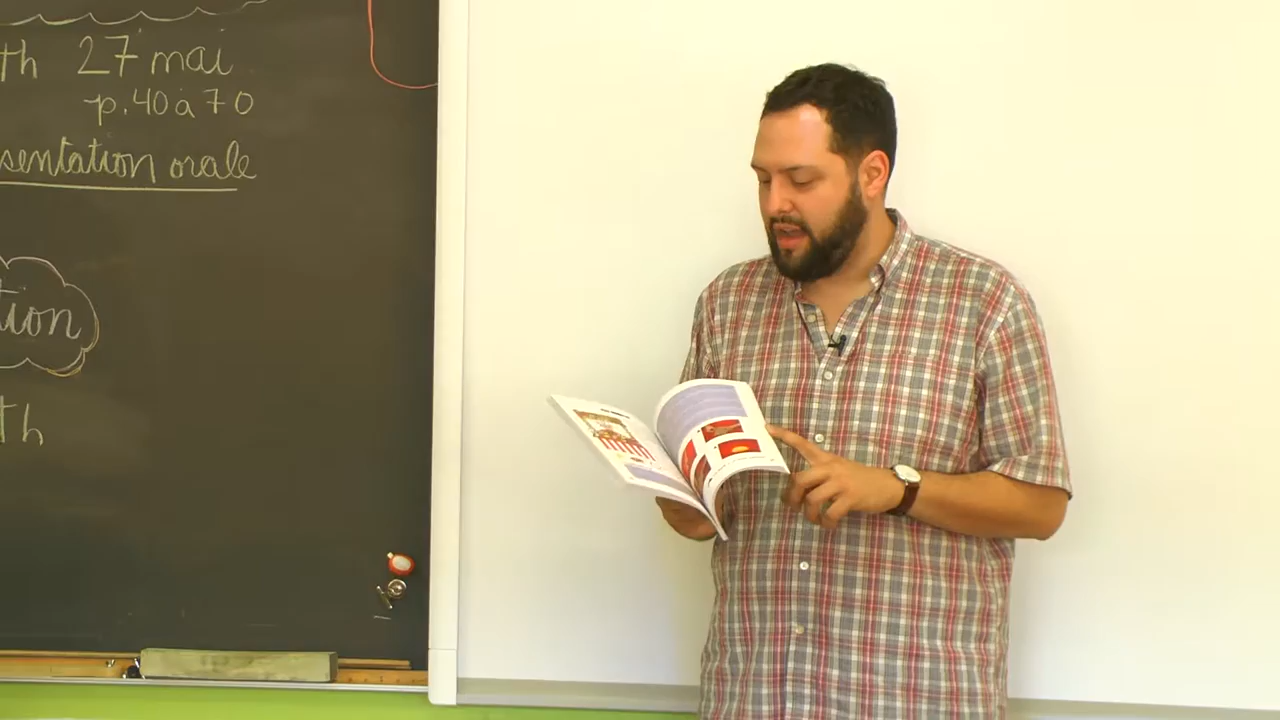 th 27 mai
p. 40 à 70
sentation orale
tion
th